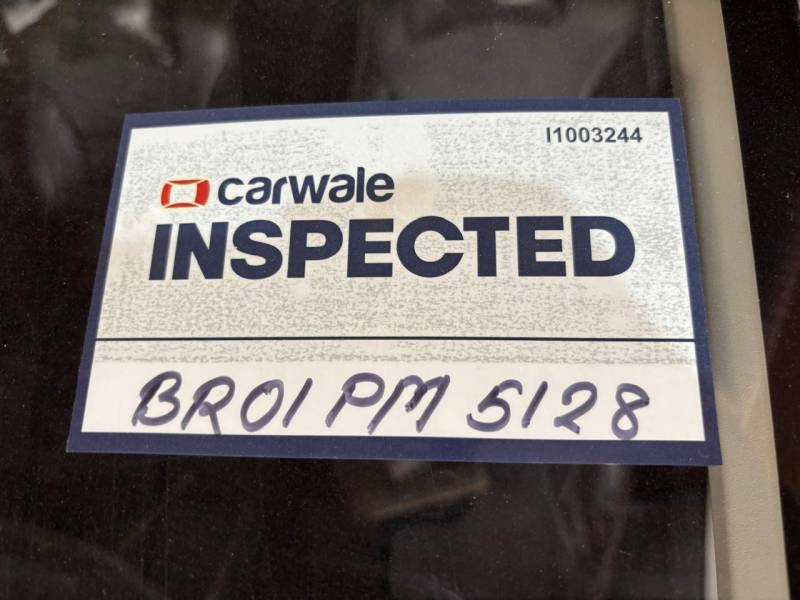 I1003244
carwale
INSPECTED
BR01 PM 5128